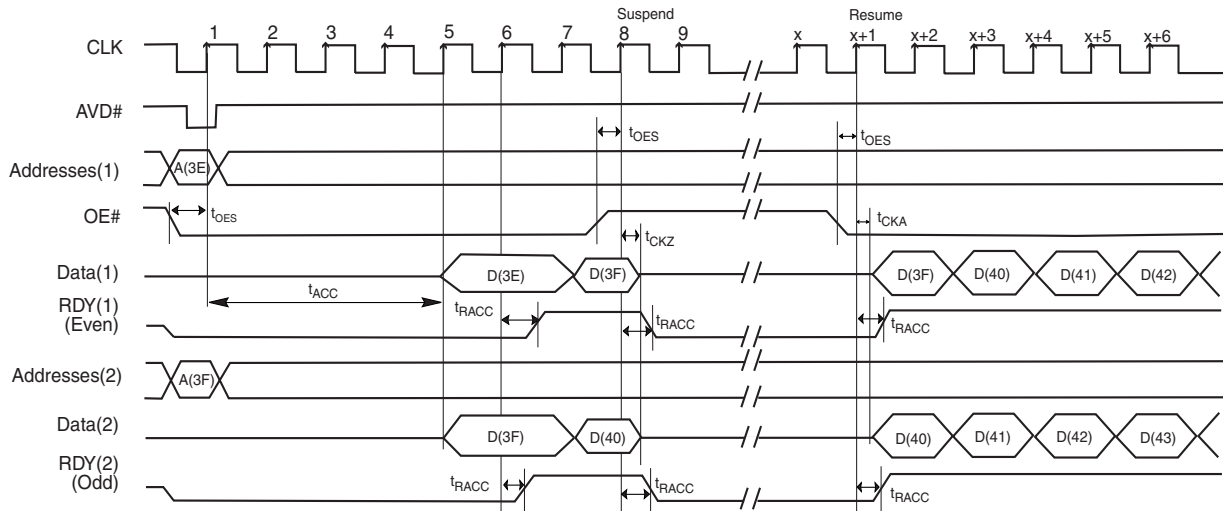 Suspend Resume
1 2 3 4 5 6 7 8 9 x x+1 x+2 x+3 x+4 x+5 x+6
CLK
AVD#
tOES tOES
Addresses(1) A(3E)
OE# tOES tCKA
tCKZ
Data(1) D(3E) D(3F) D(3F) D(40) D(41) D(42)
tACC
RDY(1) tRACC tRACC tRACC
(Even)
Addresses(2) A(3F)
Data(2) D(3F) D(40) D(40) D(41) D(42) D(43)
RDY(2)
(Odd) tRACC tRACC tRACC